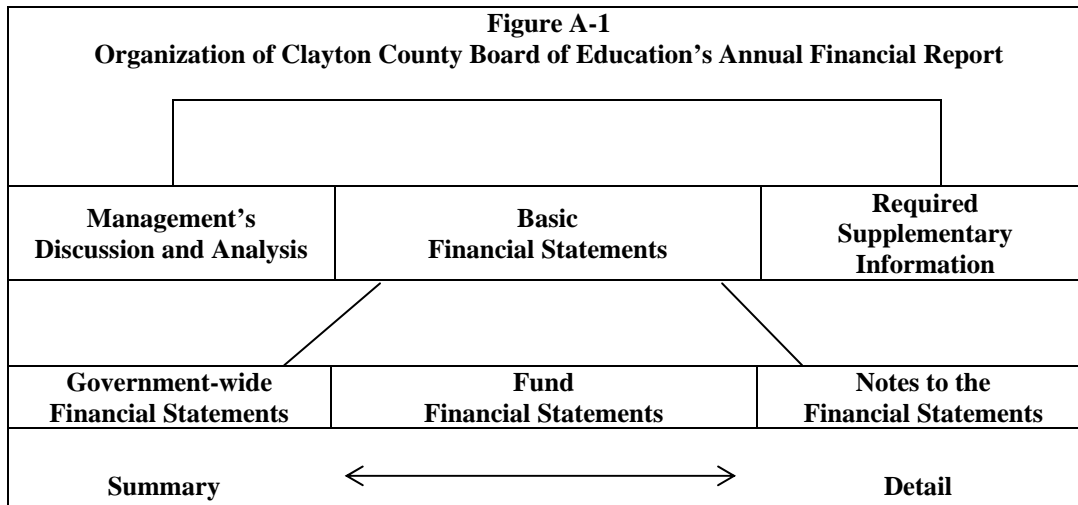 Figure A-1
Organization of Clayton County Board of Education’s Annual Financial Report
Management’s
Discussion and Analysis
Basic
Financial Statements
Required
Supplementary
Information
Government-wide
Financial Statements
Fund
Financial Statements
Notes to the
Financial Statements
Summary
Detail